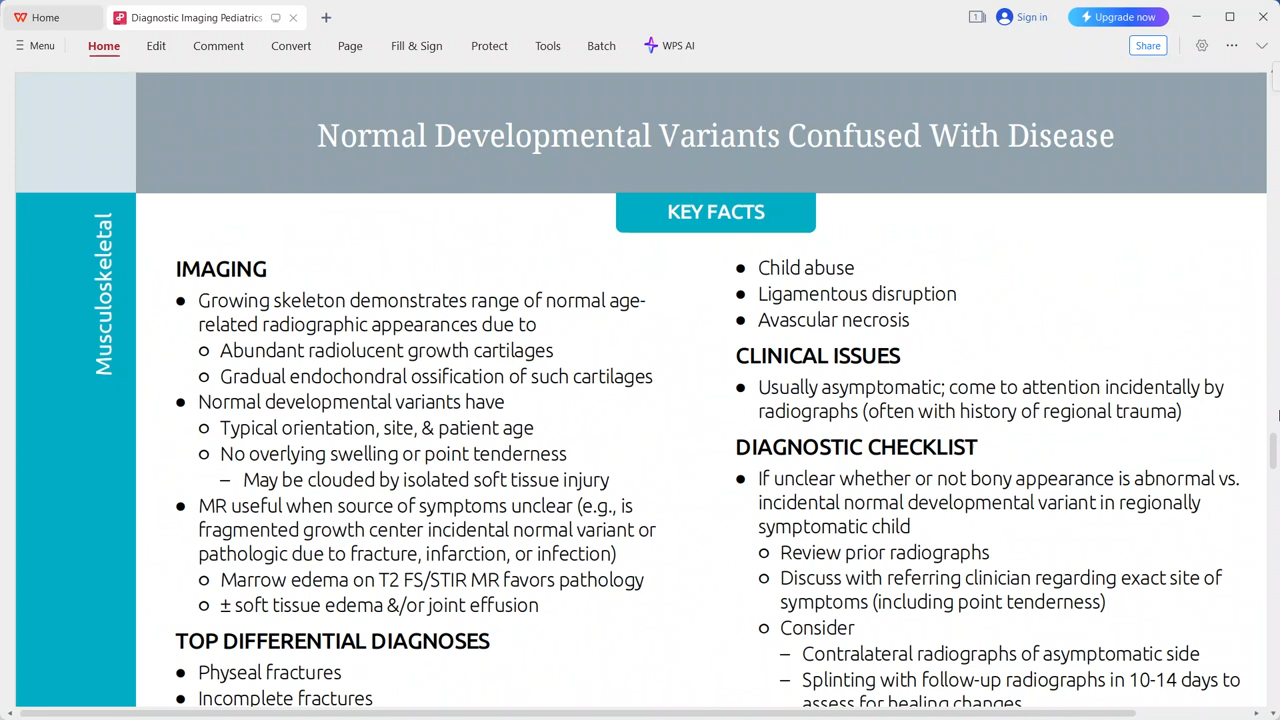 Home
Diagnostic Imaging Pediatrics
1
Sign in
Upgrade now
Menu
Home
Edit
Comment
Convert
Page
Fill & Sign
Protect
Tools
Batch
WPS AI
Share
Normal Developmental Variants Confused With Disease
Musculoskeletal
KEY FACTS
IMAGING
● Growing skeleton demonstrates range of normal age-
related radiographic appearances due to
○ Abundant radiolucent growth cartilages
○ Gradual endochondral ossification of such cartilages
● Normal developmental variants have
○ Typical orientation, site, & patient age
○ No overlying swelling or point tenderness
– May be clouded by isolated soft tissue injury
● MR useful when source of symptoms unclear (e.g., is
fragmented growth center incidental normal variant or
pathologic due to fracture, infarction, or infection)
○ Marrow edema on T2 FS/STIR MR favors pathology
○ ± soft tissue edema &/or joint effusion
TOP DIFFERENTIAL DIAGNOSES
● Physeal fractures
● Incomplete fractures
● Child abuse
● Ligamentous disruption
● Avascular necrosis
CLINICAL ISSUES
● Usually asymptomatic; come to attention incidentally by
radiographs (often with history of regional trauma)
DIAGNOSTIC CHECKLIST
● If unclear whether or not bony appearance is abnormal vs.
incidental normal developmental variant in regionally
symptomatic child
○ Review prior radiographs
○ Discuss with referring clinician regarding exact site of
symptoms (including point tenderness)
○ Consider
– Contralateral radiographs of asymptomatic side
– Splinting with follow-up radiographs in 10-14 days to
assess for healing changes